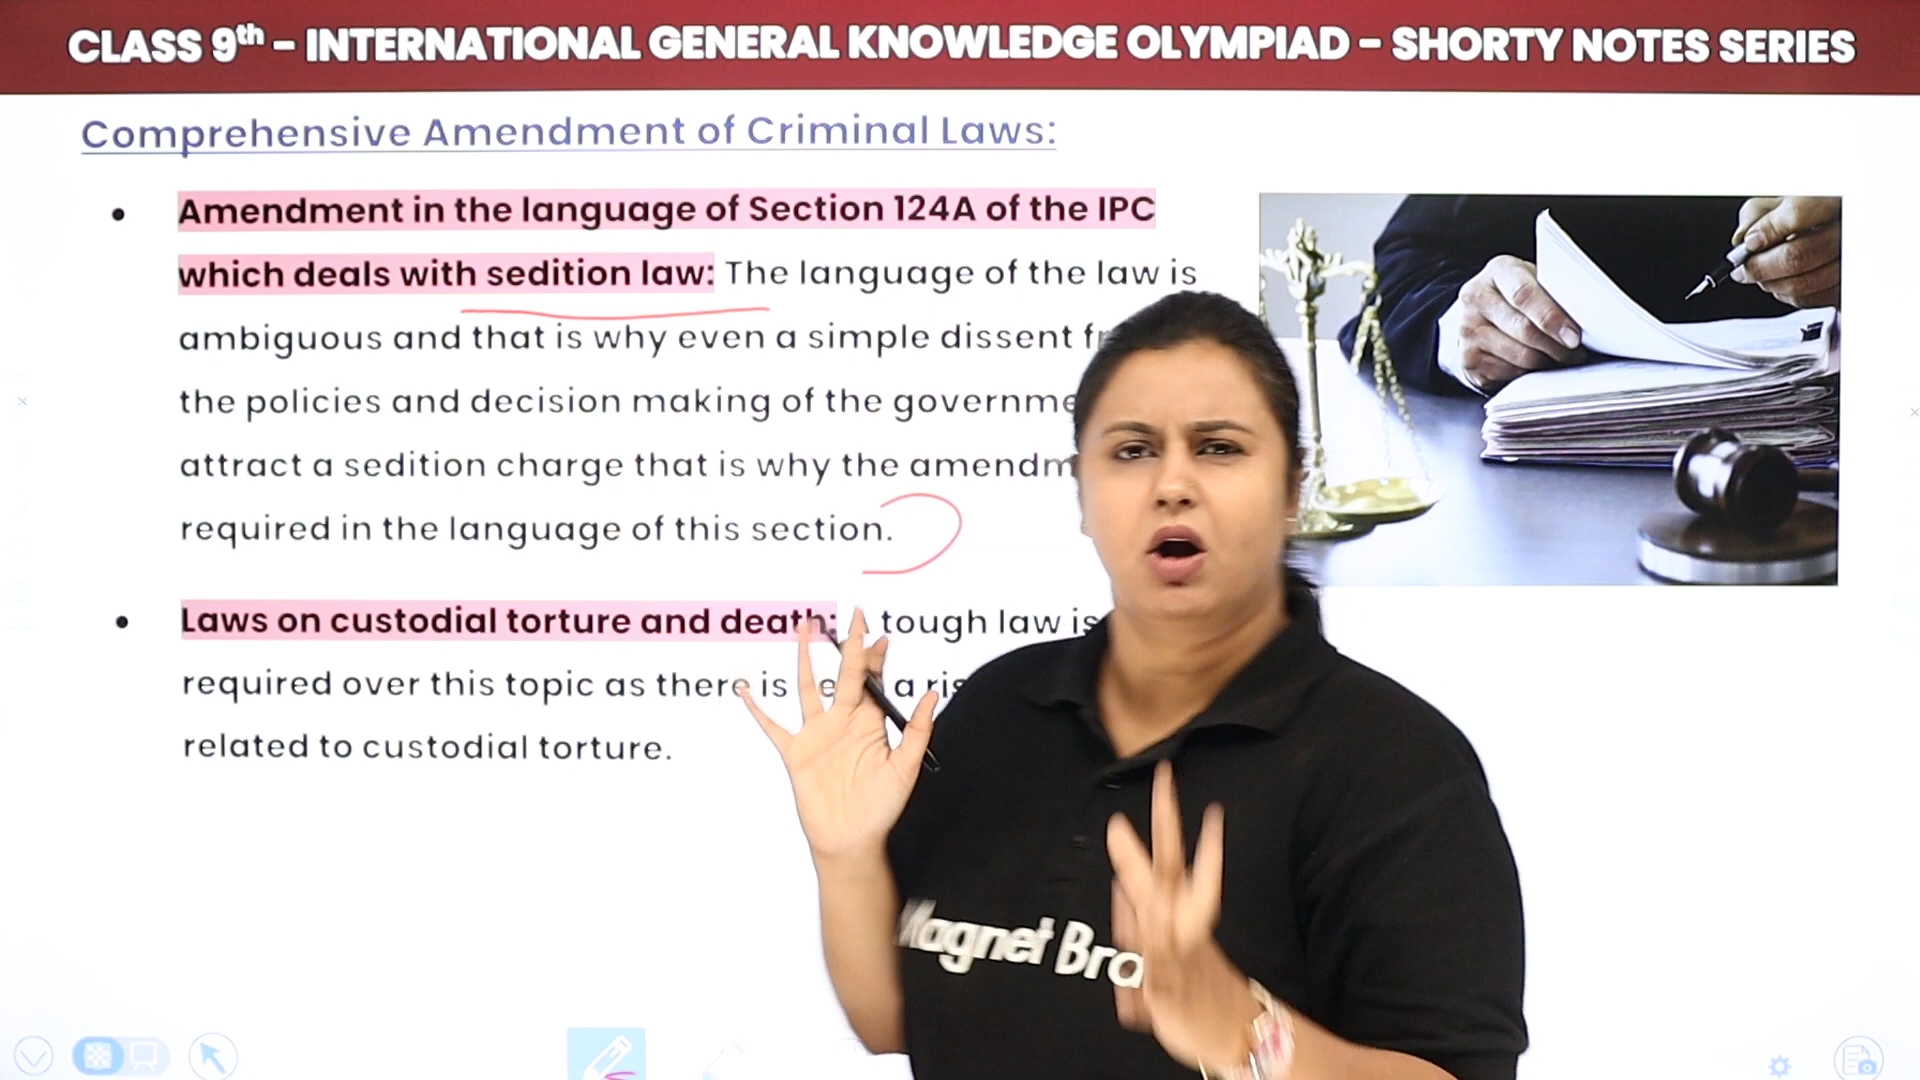 CLASS 9th – INTERNATIONAL GENERAL KNOWLEDGE OLYMPIAD – SHORTY NOTES SERIES
Comprehensive Amendment of Criminal Laws:
• Amendment in the language of Section 124A of the IPC
which deals with sedition law: The language of the law is
ambiguous and that is why even a simple dissent
the policies and decision making of the
attract a sedition charge that is why the
required in the language of this section.
• Laws on custodial torture and death: A tough law is
required over this topic as there is a
related to custodial torture.
Magnet